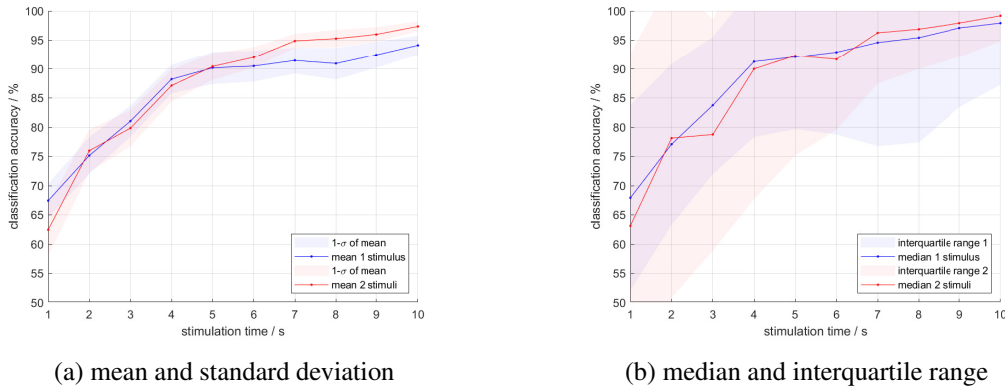 classification accuracy / %
100
95
90
85
80
75
70
65
60
55
50
1-σ of mean
mean 1 stimulus
1-σ of mean
mean 2 stimuli
1 2 3 4 5 6 7 8 9 10
stimulation time / s
(a) mean and standard deviation
classification accuracy / %
100
95
90
85
80
75
70
65
60
55
50
interquartile range 1
median 1 stimulus
interquartile range 2
median 2 stimuli
1 2 3 4 5 6 7 8 9 10
stimulation time / s
(b) median and interquartile range